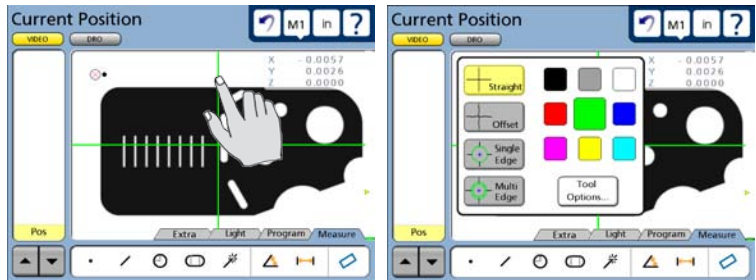 Current Position
M1 in ?
VIDEO DRO
X - 0.0057
Y 0.0026
Z 0.0000
Pos
Extra Light Program Measure
Current Position
M1 in ?
VIDEO DRO
X - 0.0057
Y 0.0026
Z 0.0000
Straight
Offset
Single
Edge
Multi
Edge
Tool
Options...
Pos
Extra Light Program Measure